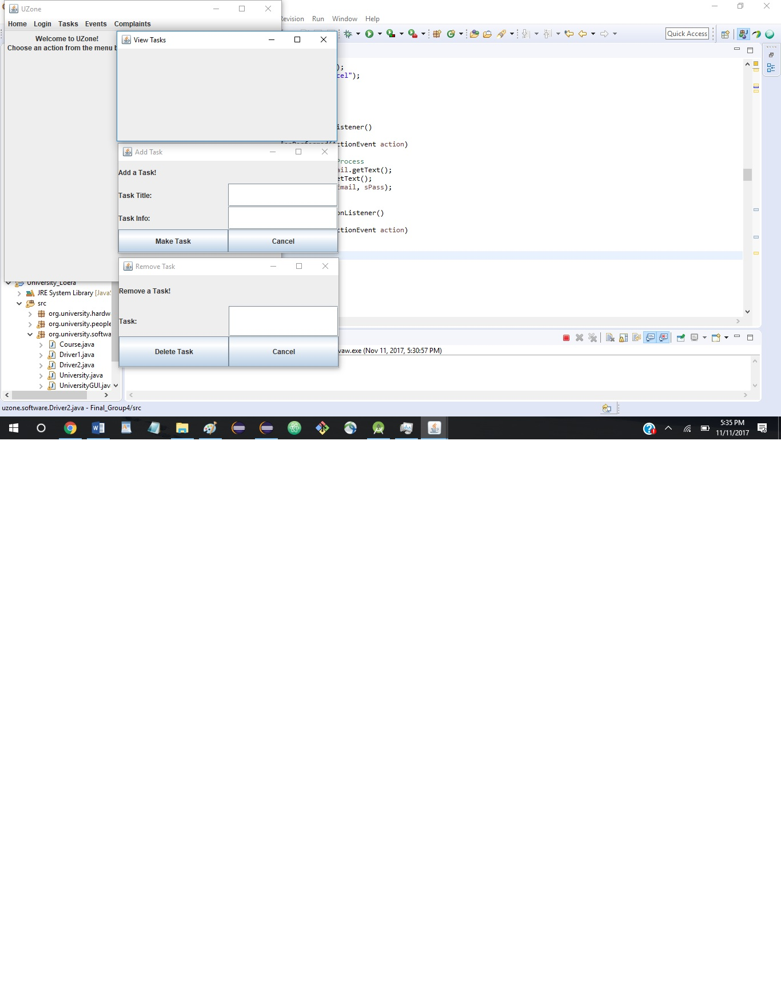 UZone
Home Login Tasks Events Complaints
Welcome to UZone!
Choose an action from the menu b
View Tasks
Add Task
Add a Task!
Task Title:
Task Info:
Make Task Cancel
Remove Task
Remove a Task!
Task:
Delete Task Cancel
Revision Run Window Help
Quick Access
);
cel");
istener()
ctionEvent action)
Process
ail.getText();
etText();
Email, sPass);
onListener()
ctionEvent action)
University_Loera
JRE System Library [Java
src
org.university.hardw
org.university.people
org.university.softwa
Course.java
Driver1.java
Driver2.java
University.java
UniversityGUI.jav
vaw.exe (Nov 11, 2017, 5:30:57 PM)
uzone.software.Driver2.java - Final_Group4/src
5:35 PM
11/11/2017